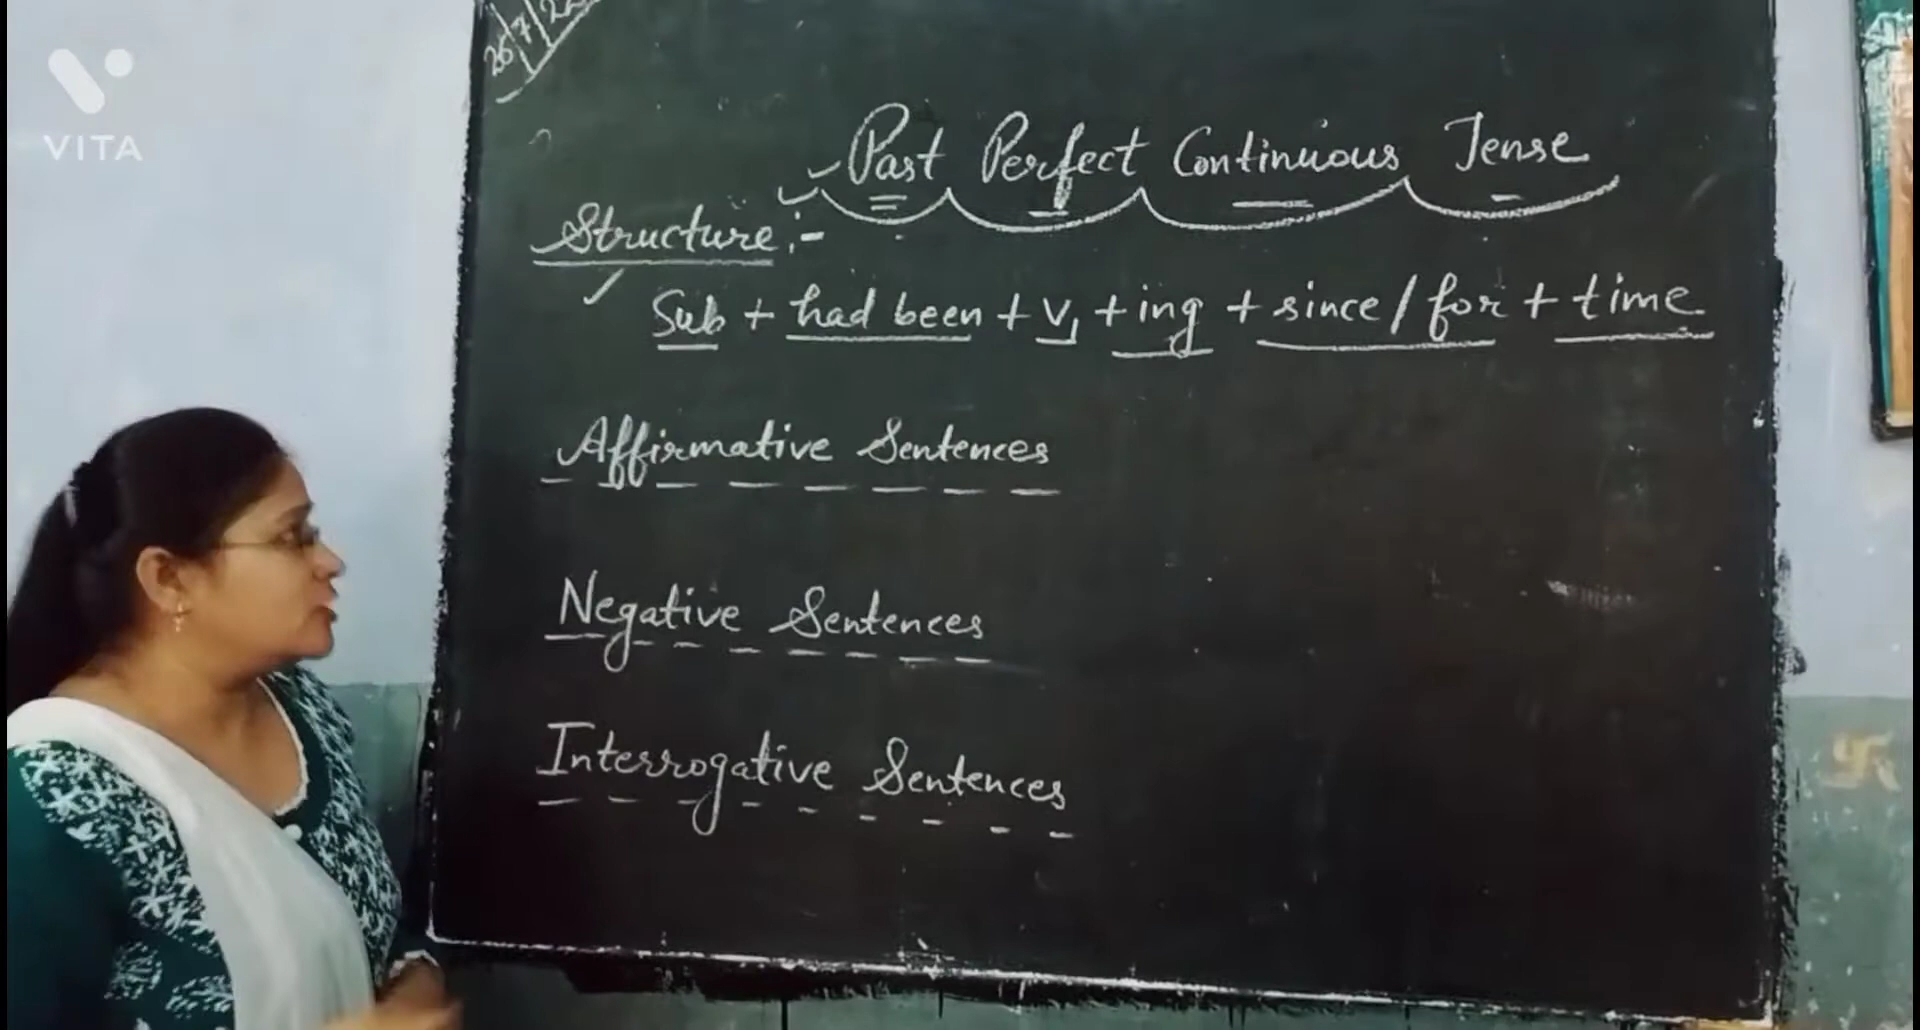 VITA
26/7/22
Past Perfect Continuous Tense
Structure :-
Sub + had been + V1 + ing + since / for + time
Affirmative Sentences
Negative Sentences
Interrogative Sentences